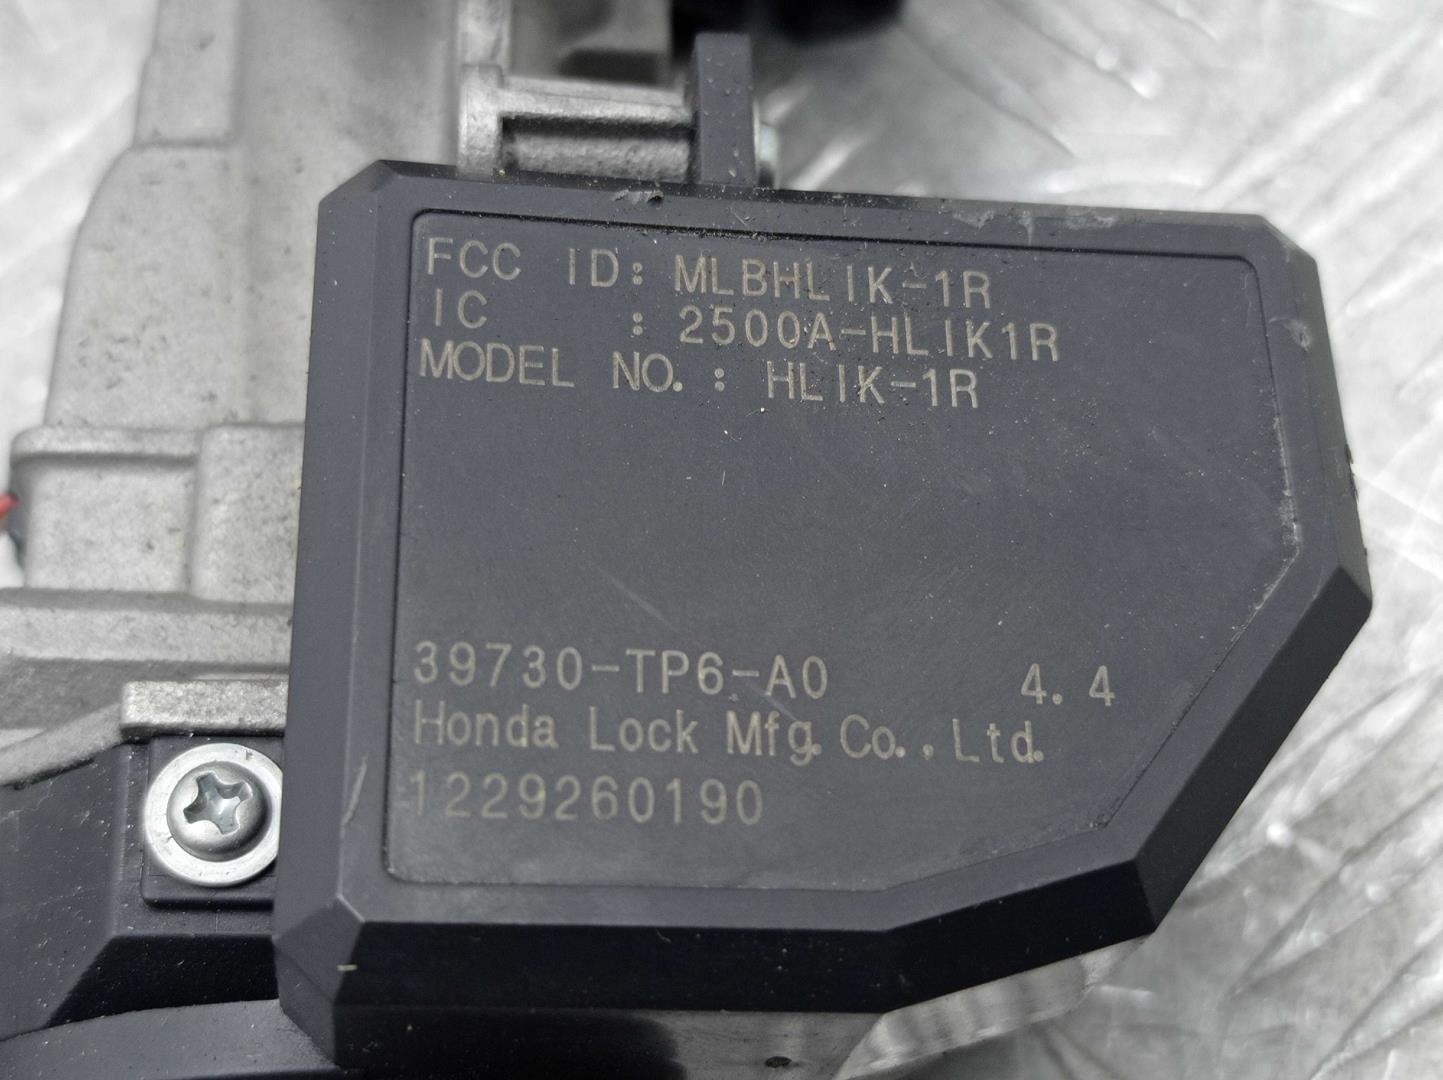 FCC ID: MLBHLIK-1R
IC : 2500A-HLIK1R
MODEL NO. : HLIK-1R
39730-TP6-A0 4.4
Honda Lock Mfg. Co., Ltd.
1229260190